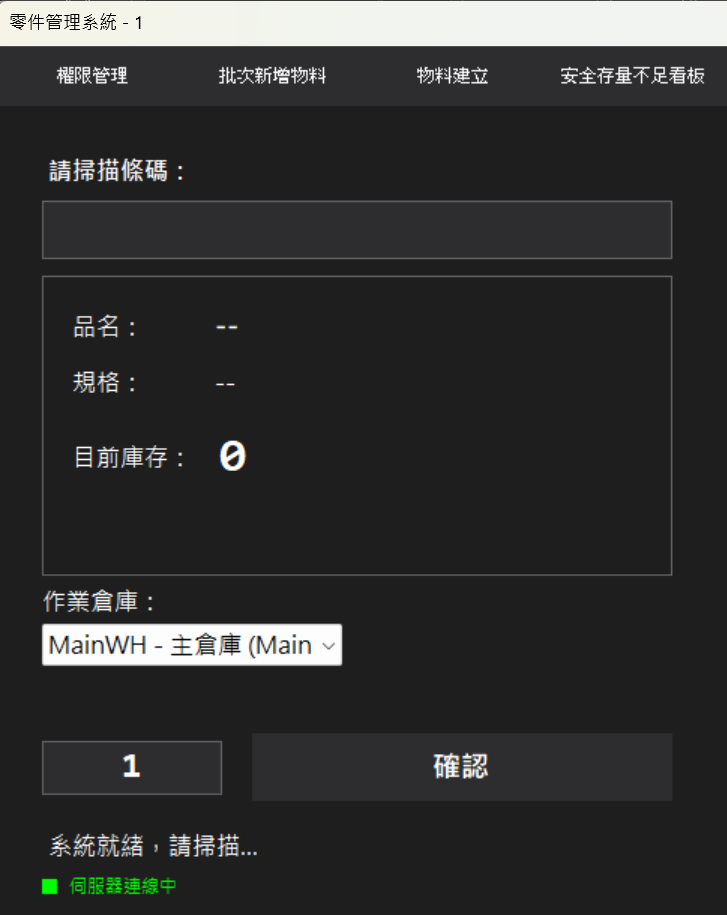 零件管理系統 - 1
權限管理 批次新增物料 物料建立 安全存量不足看板
請掃描條碼：
品名： --
規格： --
目前庫存： 0
作業倉庫：
MainWH - 主倉庫 (Main
1 確認
系統就緒，請掃描...
伺服器連線中